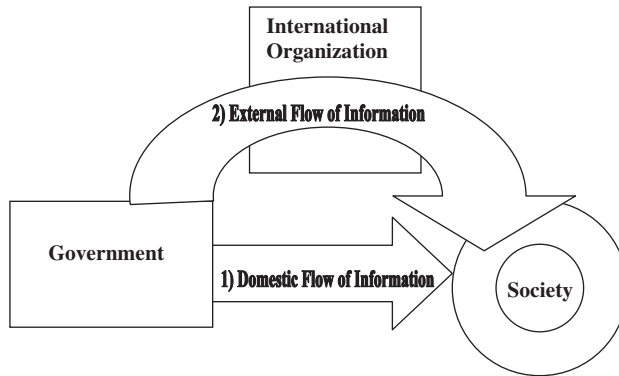 International
Organization
2) External Flow of Information
Government
1) Domestic Flow of Information
Society